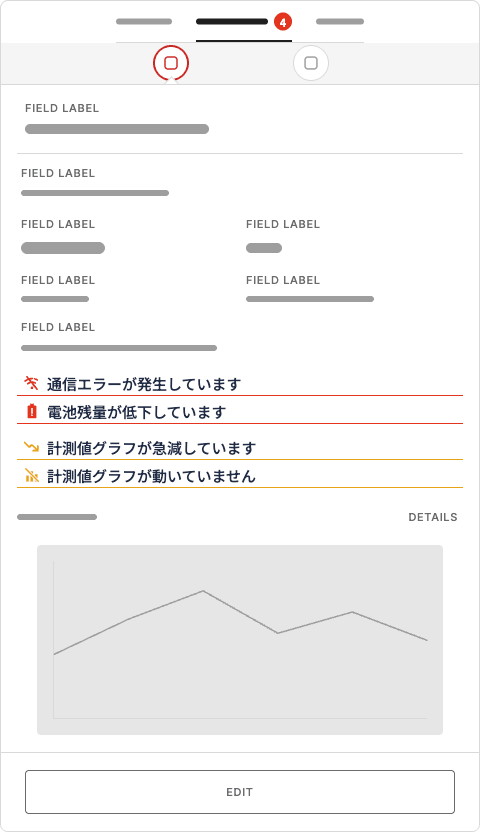 4
FIELD LABEL
FIELD LABEL
FIELD LABEL FIELD LABEL
FIELD LABEL FIELD LABEL
FIELD LABEL
通信エラーが発生しています
電池残量が低下しています
計測値グラフが急減しています
計測値グラフが動いていません
DETAILS
EDIT